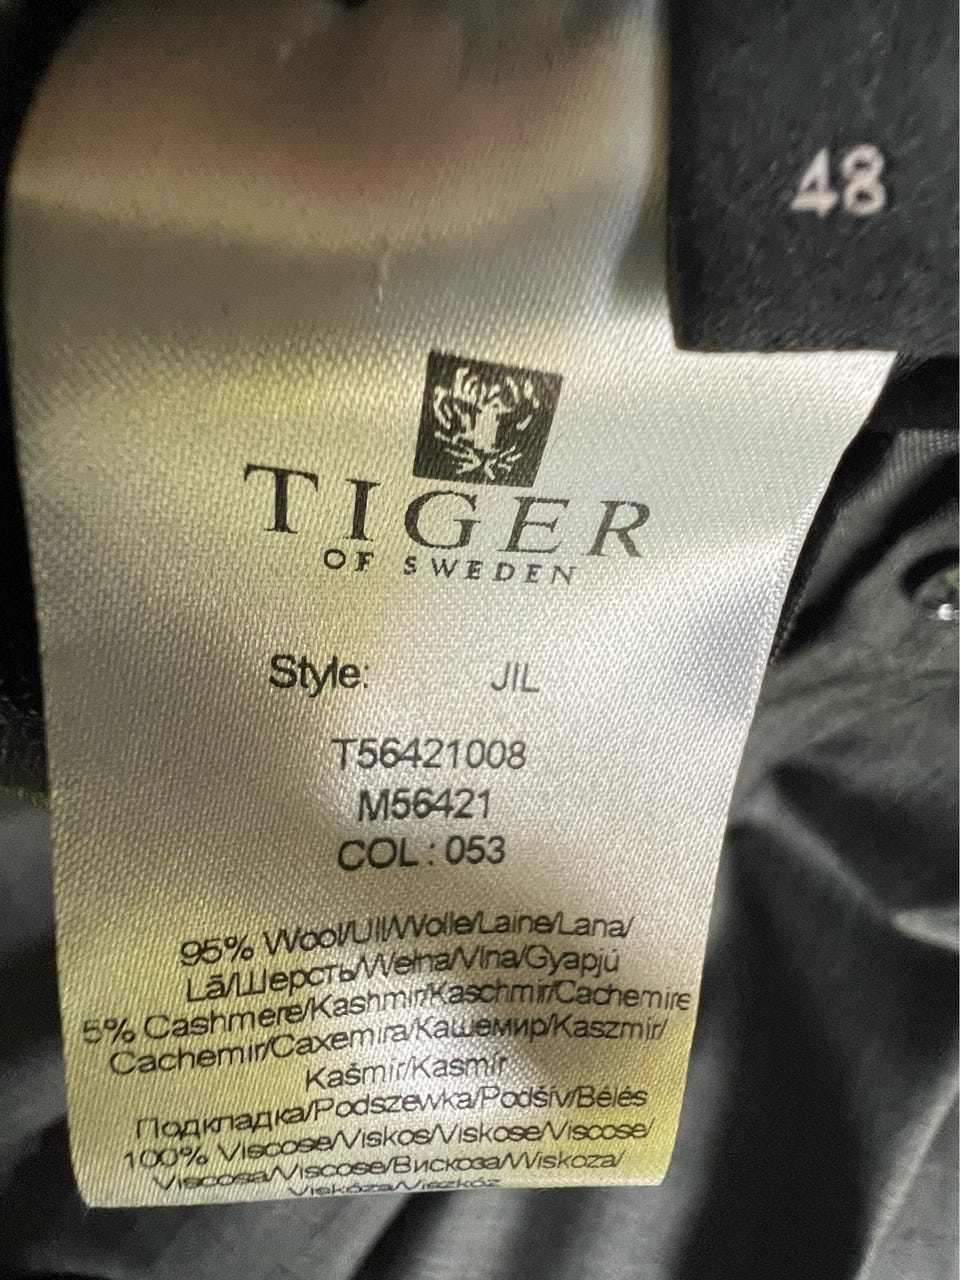 48
TIGER
OF SWEDEN
Style: JIL
T56421008
M56421
COL : 053
95% Wool/Ull/Wolle/Laine/Lana/
Lã/Шерсть/Wełna/Vlna/Gyapjú
5% Cashmere/Kashmir/Kaschmir/Cachemire
Cachemir/Caxemira/Кашемир/Kaszmir/
Kašmír/Kasmír
Подкладка/Podszewka/Podšív/Bélés
100% Viscose/Viskos/Viskose/Viscose/
Viscosa/Viscose/Вискоза/Wiskoza/
Viskóza/Viszkóz